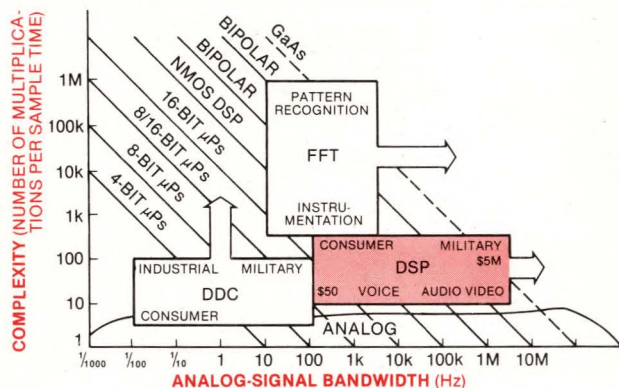 COMPLEXITY (NUMBER OF MULTIPLICA-
TIONS PER SAMPLE TIME)
1M
100k
10k
1k
100
10
1
BIPOLAR
GaAs
BIPOLAR
NMOS DSP
16-BIT μPs
8/16-BIT μPs
8-BIT μPs
4-BIT μPs
PATTERN
RECOGNITION
FFT
INSTRU-
MENTATION
INDUSTRIAL MILITARY
DDC
CONSUMER
CONSUMER MILITARY
$5M
DSP
$50 VOICE AUDIO VIDEO
ANALOG
1/1000 1/100 1/10 1 10 100 1k 10k 100k 1M 10M
ANALOG-SIGNAL BANDWIDTH (Hz)